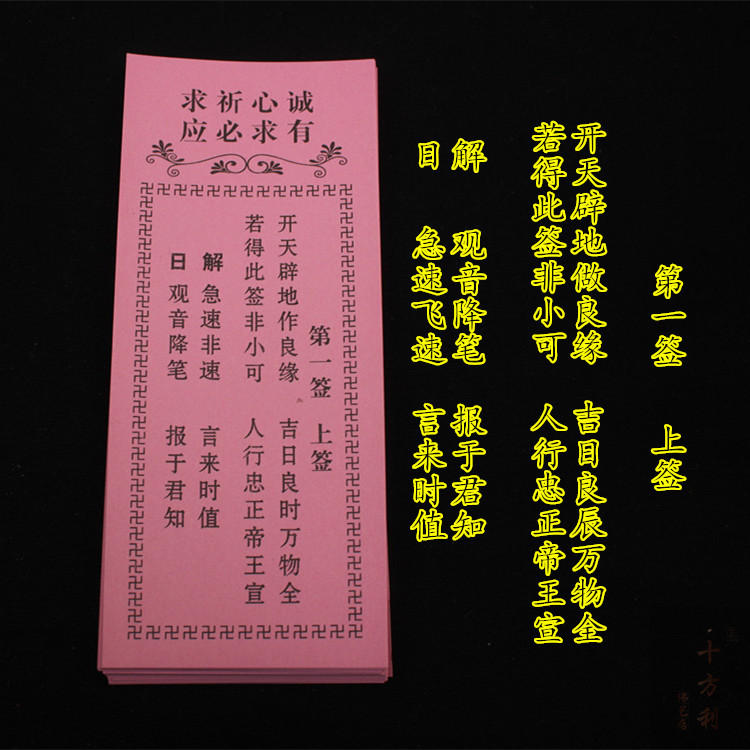 诚心祈求
有求必应
第一签 上签
开天辟地作良缘 吉日良时万物全
若得此签非小可 人行忠正帝王宣
解 急速非速 言来时值
日 观音降笔 报于君知
第一签 上签
开天辟地做良缘 吉日良辰万物全
若得此签非小可 人行忠正帝王宣
解 观音降笔 报于君知
日 急速飞速 言来时值
十方利